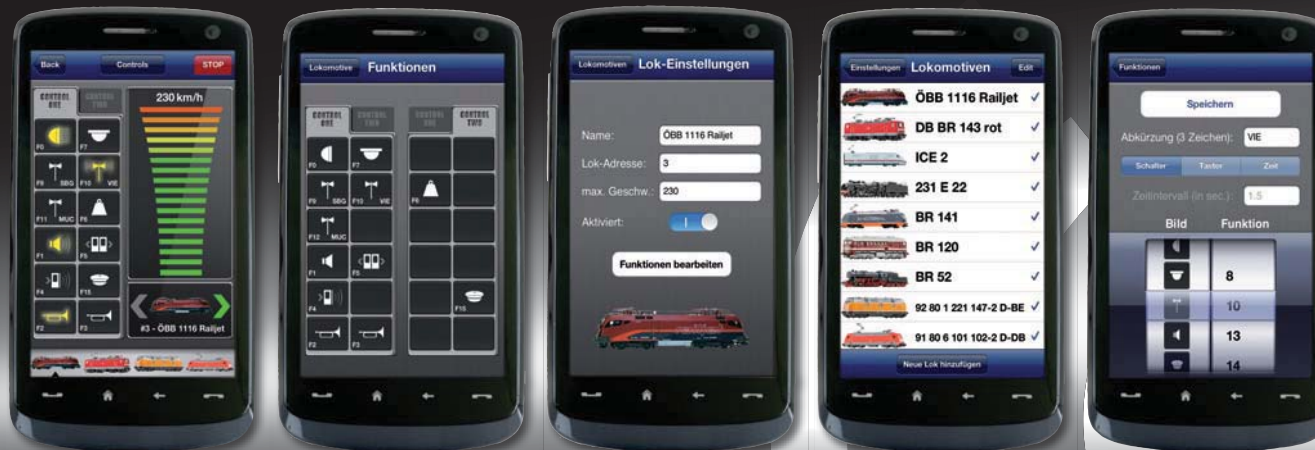 Back
Controls
STOP
CONTROL ONE
CONTROL TWO
230 km/h
F0
F7
F9 SBG
F10 VIE
F11 MUC
F6
F1
F5
F4
F15
F2
F3
#3 - ÖBB 1116 Railjet
Lokomotive
Funktionen
CONTROL ONE
CONTROL TWO
CONTROL ONE
CONTROL TWO
F0
F7
F9 SBG
F10 VIE
F6
F12 MUC
F1
F5
F4
F15
F2
F3
Lokomotiven
Lok-Einstellungen
Name: ÖBB 1116 Railjet
Lok-Adresse: 3
max. Geschw.: 230
Aktiviert:
Funktionen bearbeiten
Einstellungen
Lokomotiven
Edit
ÖBB 1116 Railjet
DB BR 143 rot
ICE 2
231 E 22
BR 141
BR 120
BR 52
92 80 1 221 147-2 D-BE
91 80 6 101 102-2 D-DB
Neue Lok hinzufügen
Funktionen
Speichern
Abkürzung (3 Zeichen): VIE
Schalter Taster Zeit
Zeitintervall (in sec.): 1.5
Bild Funktion
8
10
13
14